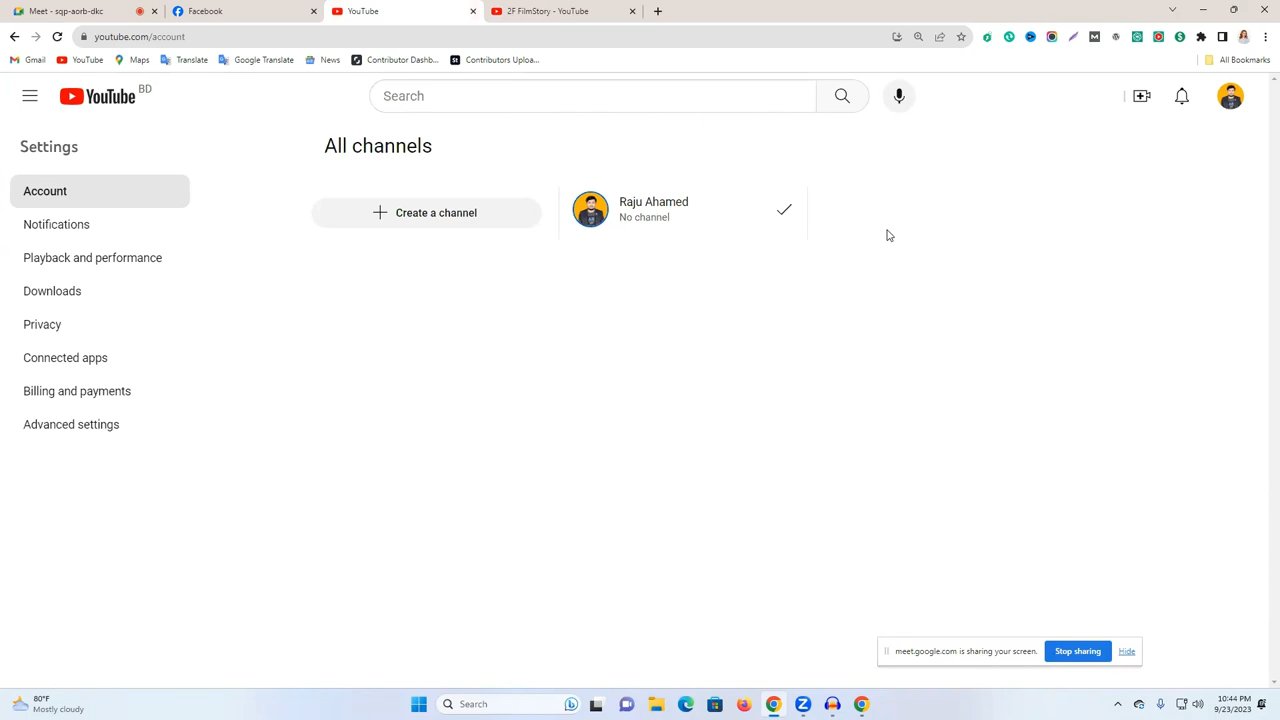 Meet - sqp-aorb-dkc
Facebook
YouTube
2F FilmStory - YouTube
youtube.com/account
Gmail
YouTube
Maps
Translate
Google Translate
News
Contributor Dashb...
Contributors Uploa...
All Bookmarks
YouTube BD
Search
Settings
Account
Notifications
Playback and performance
Downloads
Privacy
Connected apps
Billing and payments
Advanced settings
All channels
Create a channel
Raju Ahamed
No channel
meet.google.com is sharing your screen.
Stop sharing
Hide
80°F
Mostly cloudy
Search
10:44 PM
9/23/2023